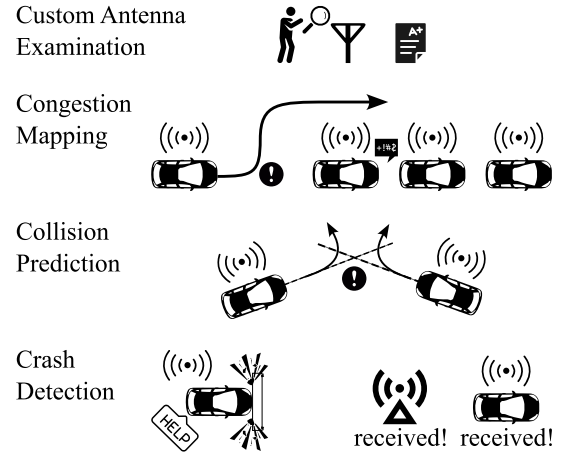 Custom Antenna
Examination
A+
Congestion
Mapping
+!#?
Collision
Prediction
Crash
Detection
HELP
received! received!